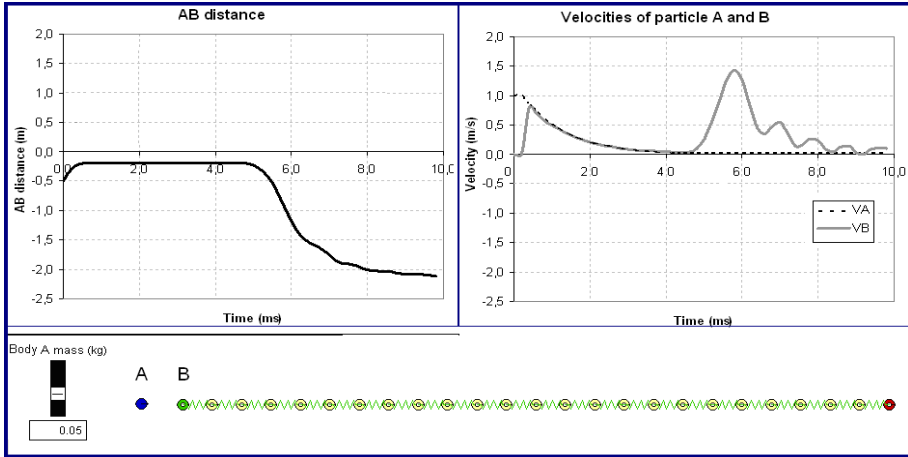 AB distance
2,0
1,5
1,0
0,5
0,0
-0,5
-1,0
-1,5
-2,0
-2,5
0,0 2,0 4,0 6,0 8,0 10,0
AB distance (m)
Time (ms)
Velocities of particle A and B
2,0
1,5
1,0
0,5
0,0
-0,5
-1,0
-1,5
-2,0
-2,5
0 2,0 4,0 6,0 8,0 10,0
Velocity (m/s)
VA
VB
Time (ms)
Body A mass (kg)
0.05
A B